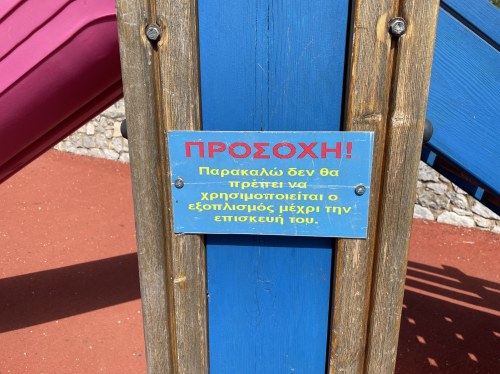 ΠΡΟΣΟΧΗ!
Παρακαλώ δεν θα
πρέπει να
χρησιμοποιείται ο
εξοπλισμός μέχρι την
επισκευή του.